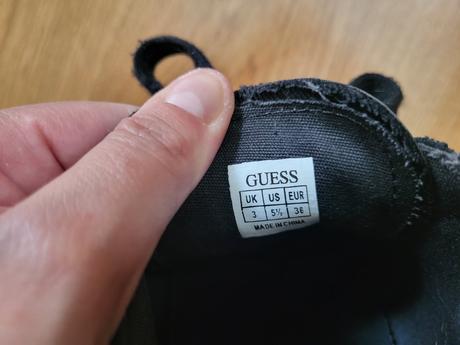 GUESS
UK US EUR
3 5½ 36
MADE IN CHINA